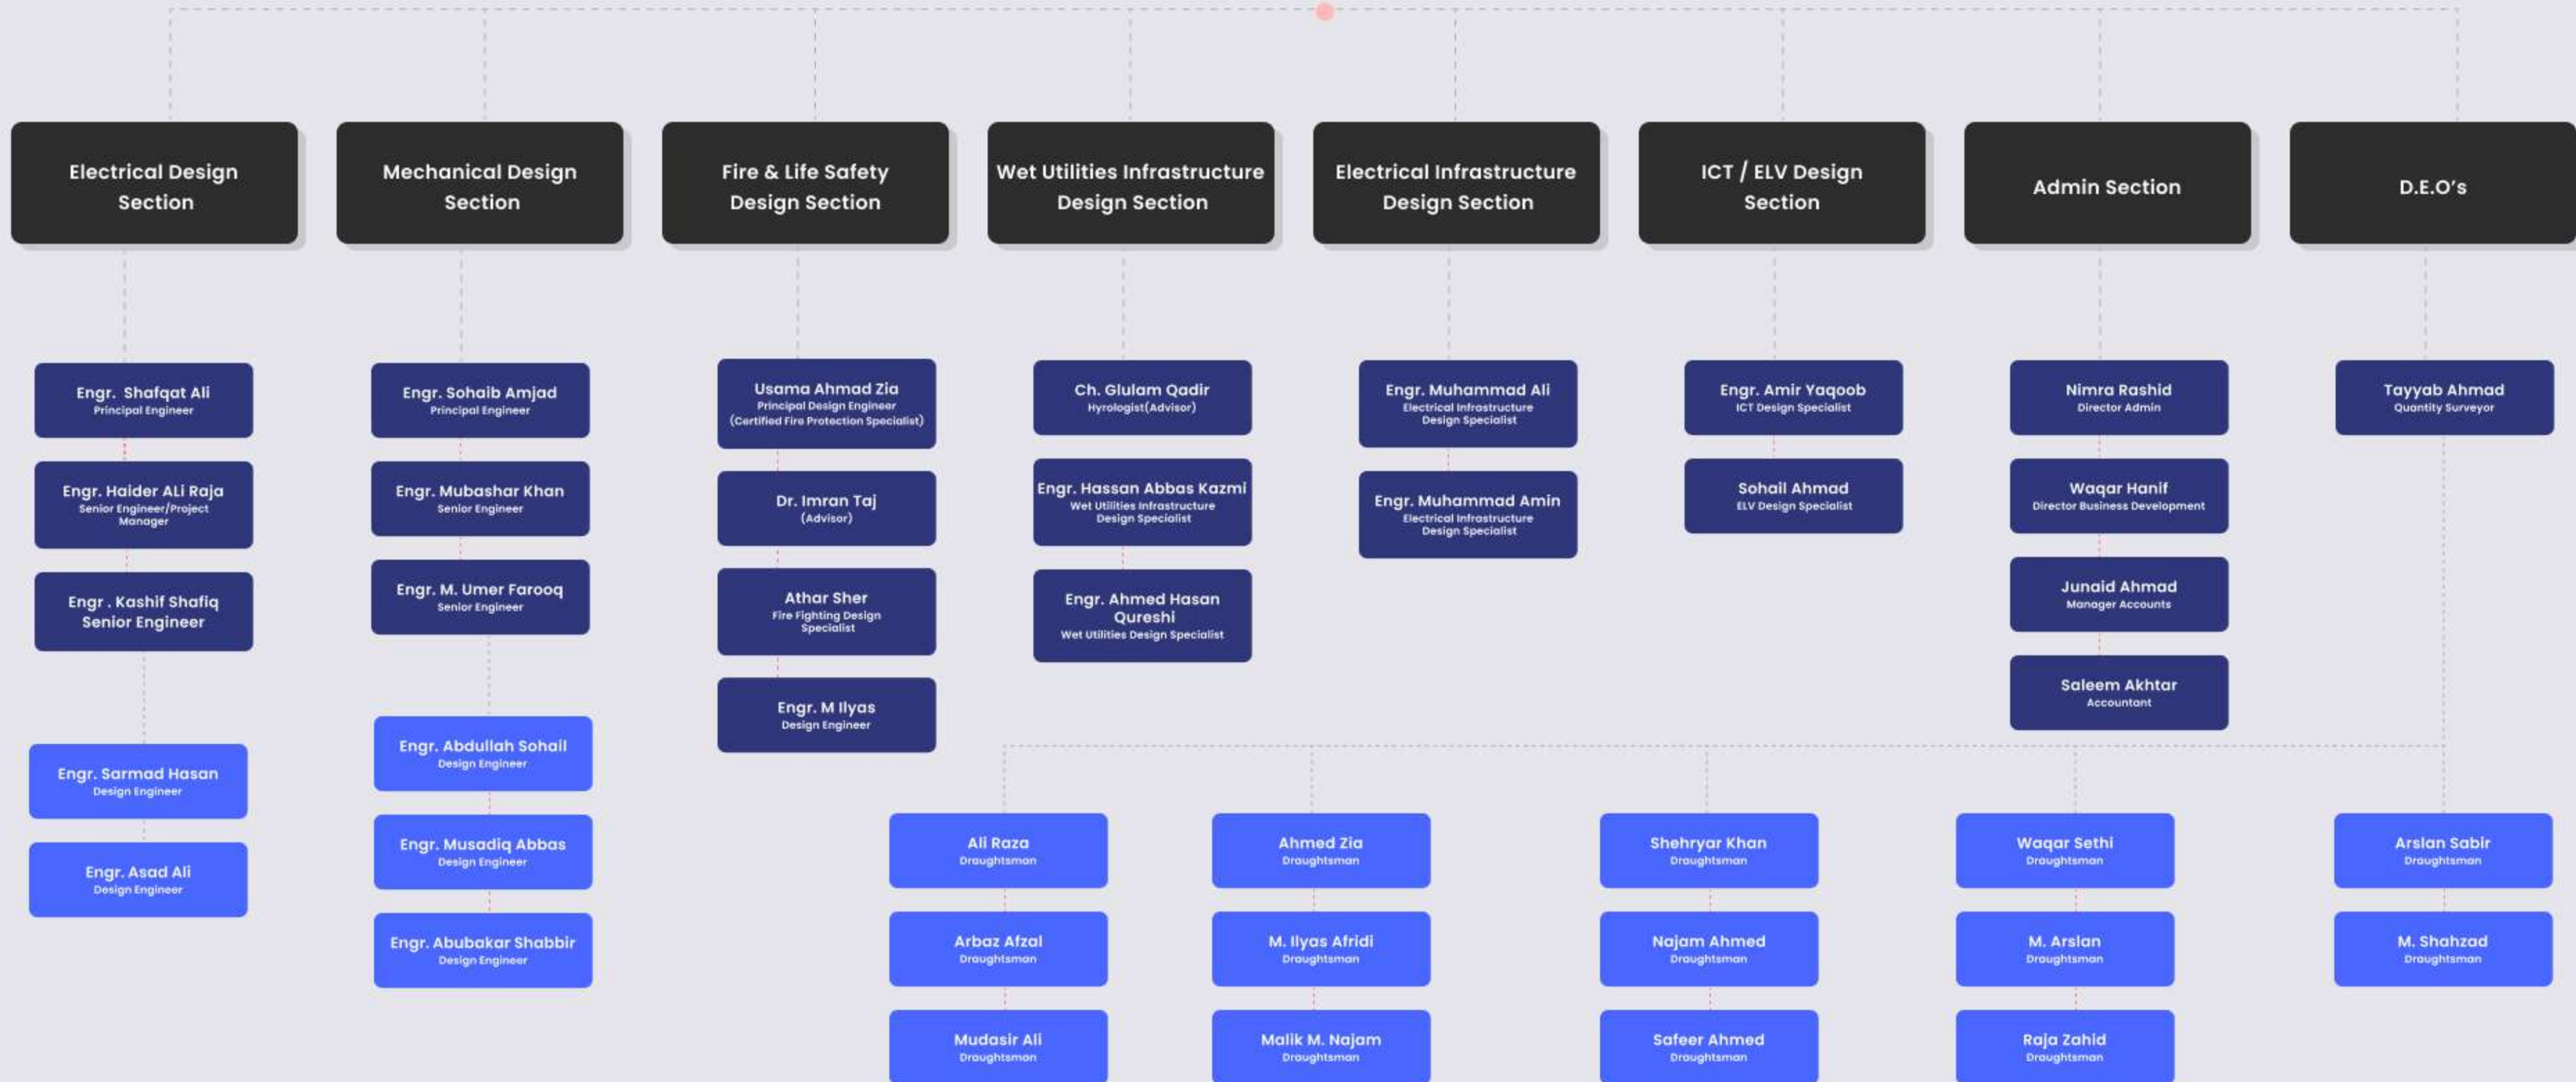 Electrical Design
Section
Mechanical Design
Section
Fire & Life Safety
Design Section
Wet Utilities Infrastructure
Design Section
Electrical Infrastructure
Design Section
ICT / ELV Design
Section
Admin Section
D.E.O's
Engr. Shafqat Ali
Principal Engineer
Engr. Haider ALi Raja
Senior Engineer/Project
Manager
Engr . Kashif Shafiq
Senior Engineer
Engr. Sarmad Hasan
Design Engineer
Engr. Asad Ali
Design Engineer
Engr. Sohaib Amjad
Principal Engineer
Engr. Mubashar Khan
Senior Engineer
Engr. M. Umer Farooq
Senior Engineer
Engr. Abdullah Sohail
Design Engineer
Engr. Musadiq Abbas
Design Engineer
Engr. Abubakar Shabbir
Design Engineer
Usama Ahmad Zia
Principal Design Engineer
(Certified Fire Protection Specialist)
Dr. Imran Taj
(Advisor)
Athar Sher
Fire Fighting Design
Specialist
Engr. M Ilyas
Design Engineer
Ch. Glulam Qadir
Hyrologist(Advisor)
Engr. Hassan Abbas Kazmi
Wet Utilities Infrastructure
Design Specialist
Engr. Ahmed Hasan
Qureshi
Wet Utilities Design Specialist
Engr. Muhammad Ali
Electrical Infrastructure
Design Specialist
Engr. Muhammad Amin
Electrical Infrastructure
Design Specialist
Engr. Amir Yaqoob
ICT Design Specialist
Sohail Ahmad
ELV Design Specialist
Nimra Rashid
Director Admin
Waqar Hanif
Director Business Development
Junaid Ahmad
Manager Accounts
Saleem Akhtar
Accountant
Tayyab Ahmad
Quantity Surveyor
Ali Raza
Draughtsman
Arbaz Afzal
Draughtsman
Mudasir Ali
Draughtsman
Ahmed Zia
Draughtsman
M. Ilyas Afridi
Draughtsman
Malik M. Najam
Draughtsman
Shehryar Khan
Draughtsman
Najam Ahmed
Draughtsman
Safeer Ahmed
Draughtsman
Waqar Sethi
Draughtsman
M. Arslan
Draughtsman
Raja Zahid
Draughtsman
Arslan Sabir
Draughtsman
M. Shahzad
Draughtsman